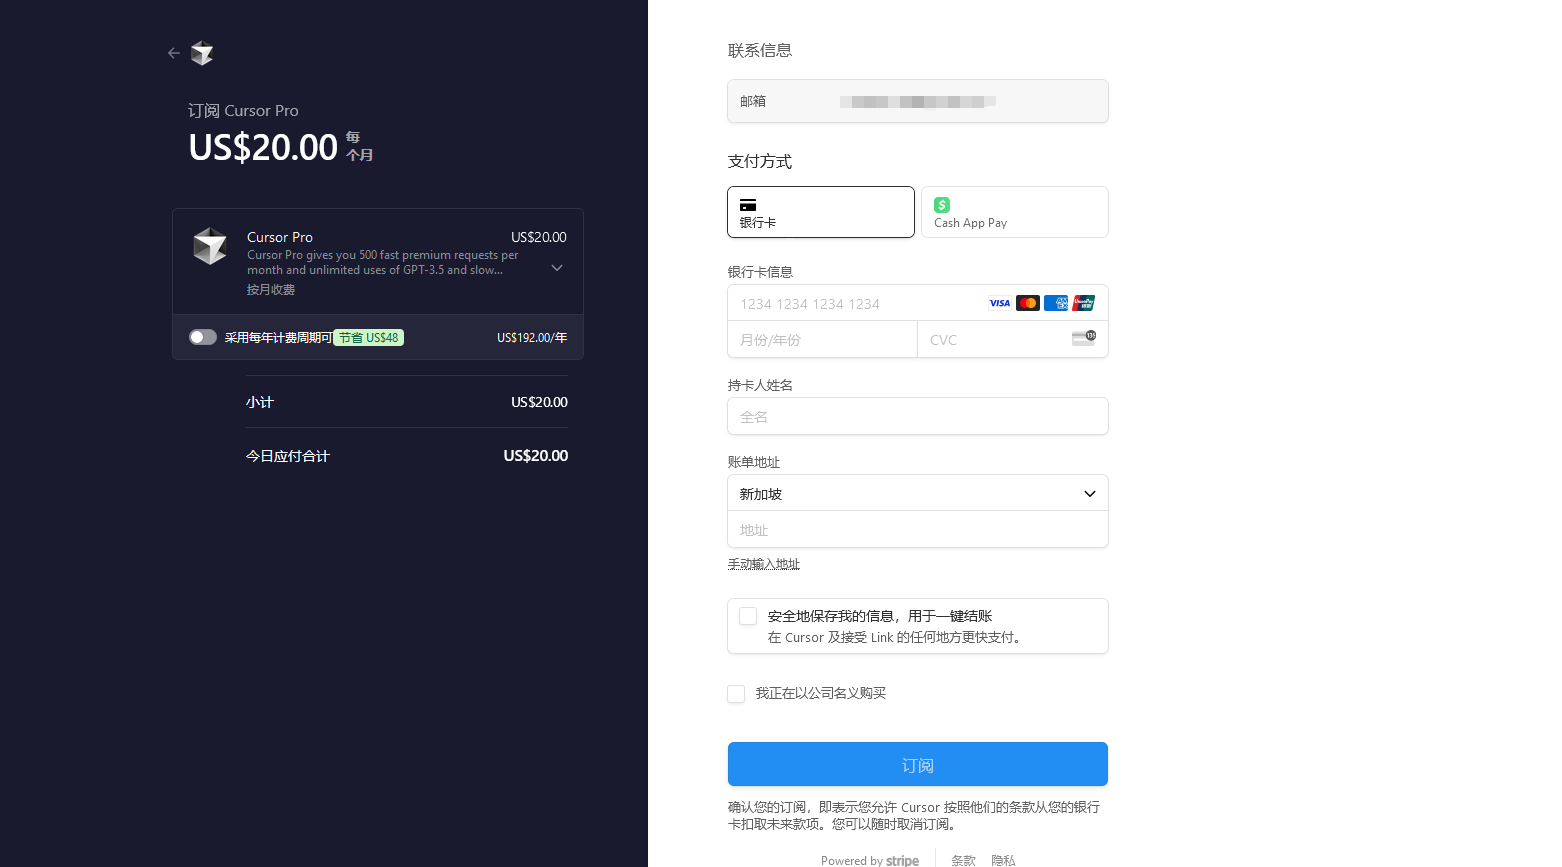 订阅 Cursor Pro
US$20.00 每
个月
Cursor Pro US$20.00
Cursor Pro gives you 500 fast premium requests per
month and unlimited uses of GPT-3.5 and slow...
按月收费
采用每年计费周期可节省 US$48 US$192.00/年
小计 US$20.00
今日应付合计 US$20.00
联系信息
邮箱
支付方式
银行卡
Cash App Pay
银行卡信息
1234 1234 1234 1234 VISA
月份/年份 CVC
持卡人姓名
全名
账单地址
新加坡
地址
手动输入地址
安全地保存我的信息，用于一键结账
在 Cursor 及接受 Link 的任何地方更快支付。
我正在以公司名义购买
订阅
确认您的订阅，即表示您允许 Cursor 按照他们的条款从您的银行
卡扣取未来款项。您可以随时取消订阅。
Powered by stripe 条款 隐私